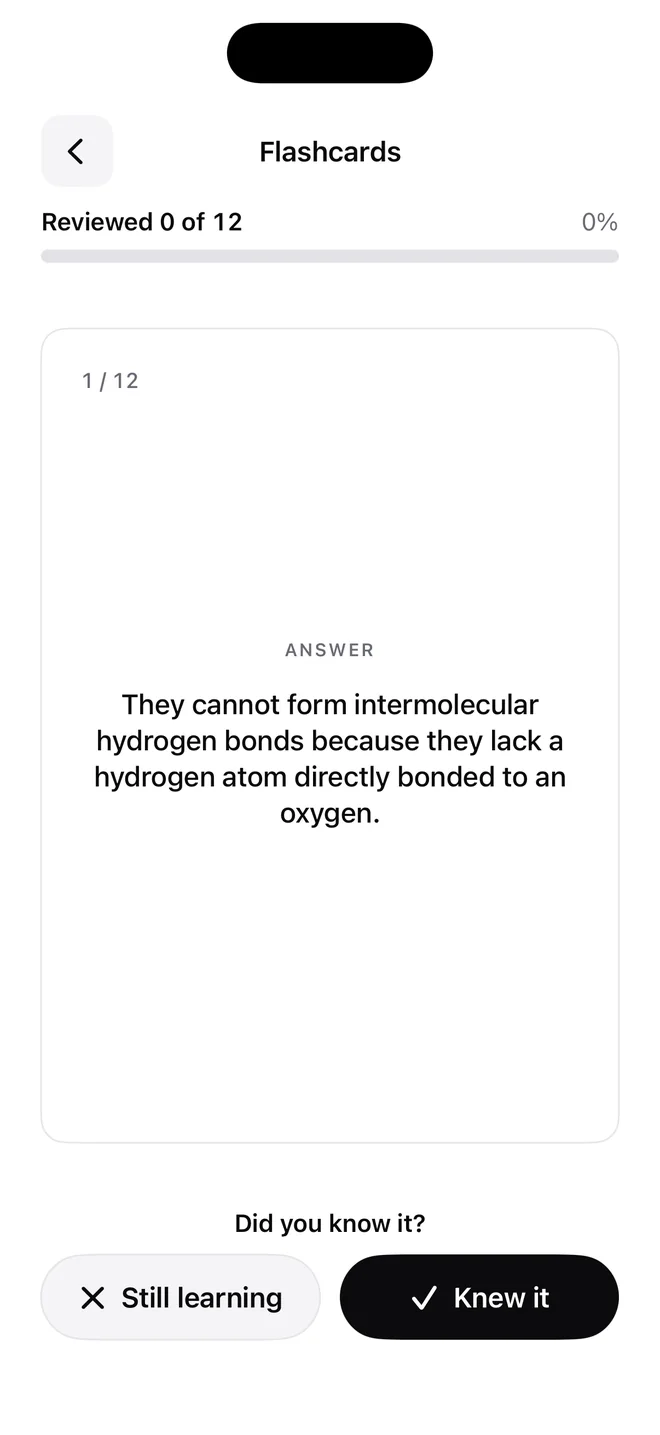 Flashcards
Reviewed 0 of 12
0%
1 / 12
ANSWER
They cannot form intermolecular
hydrogen bonds because they lack a
hydrogen atom directly bonded to an
oxygen.
Did you know it?
Still learning
Knew it